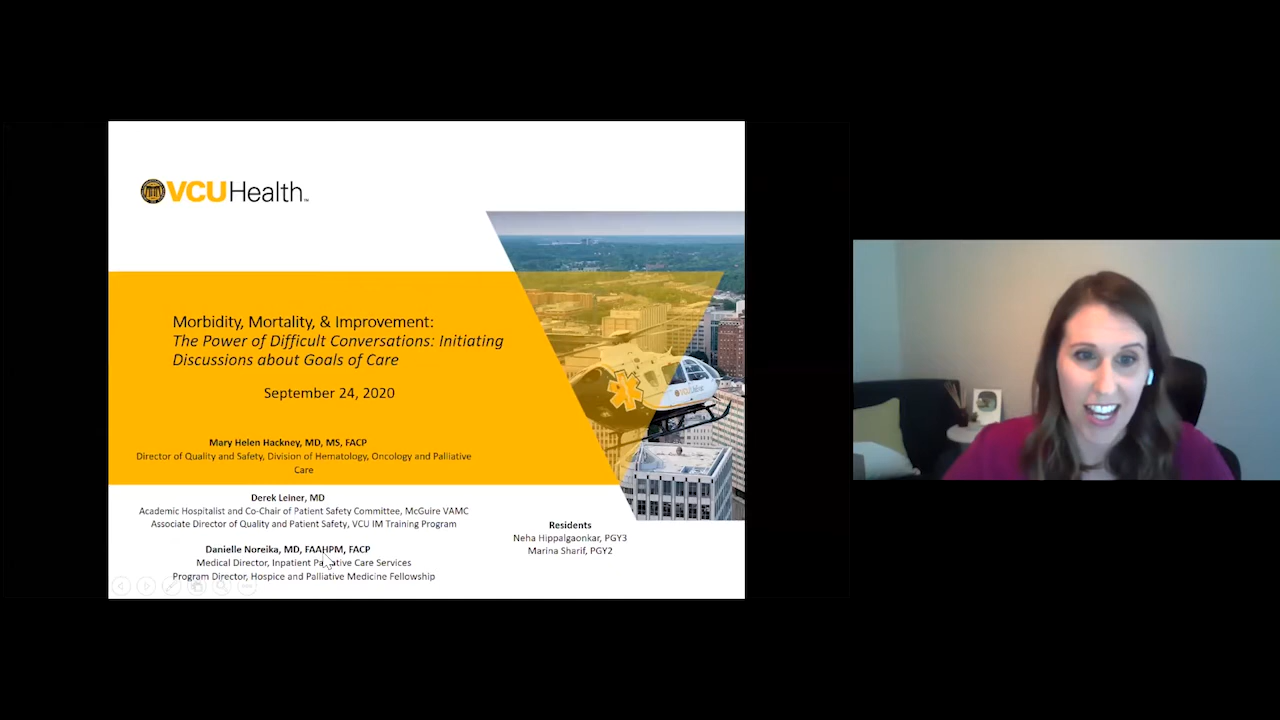 VCUHealth™
Morbidity, Mortality, & Improvement:
The Power of Difficult Conversations: Initiating
Discussions about Goals of Care
September 24, 2020
Mary Helen Hackney, MD, MS, FACP
Director of Quality and Safety, Division of Hematology, Oncology and Palliative
Care
Derek Leiner, MD
Academic Hospitalist and Co-Chair of Patient Safety Committee, McGuire VAMC
Associate Director of Quality and Patient Safety, VCU IM Training Program
Danielle Noreika, MD, FAAHPM, FACP
Medical Director, Inpatient Palliative Care Services
Program Director, Hospice and Palliative Medicine Fellowship
Residents
Neha Hippalgaonkar, PGY3
Marina Sharif, PGY2